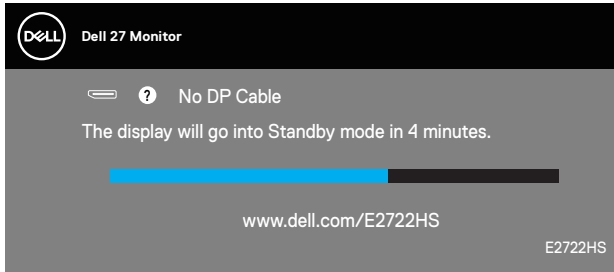 DELL
Dell 27 Monitor
? No DP Cable
The display will go into Standby mode in 4 minutes.
www.dell.com/E2722HS
E2722HS